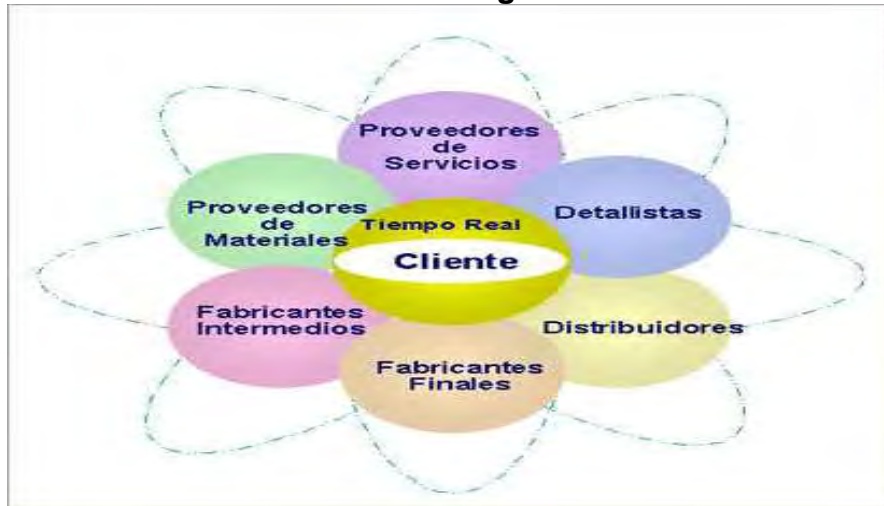 Proveedores
de
Servicios
Proveedores
de
Materiales
Tiempo Real
Detallistas
Cliente
Fabricantes
Intermedios
Distribuidores
Fabricantes
Finales